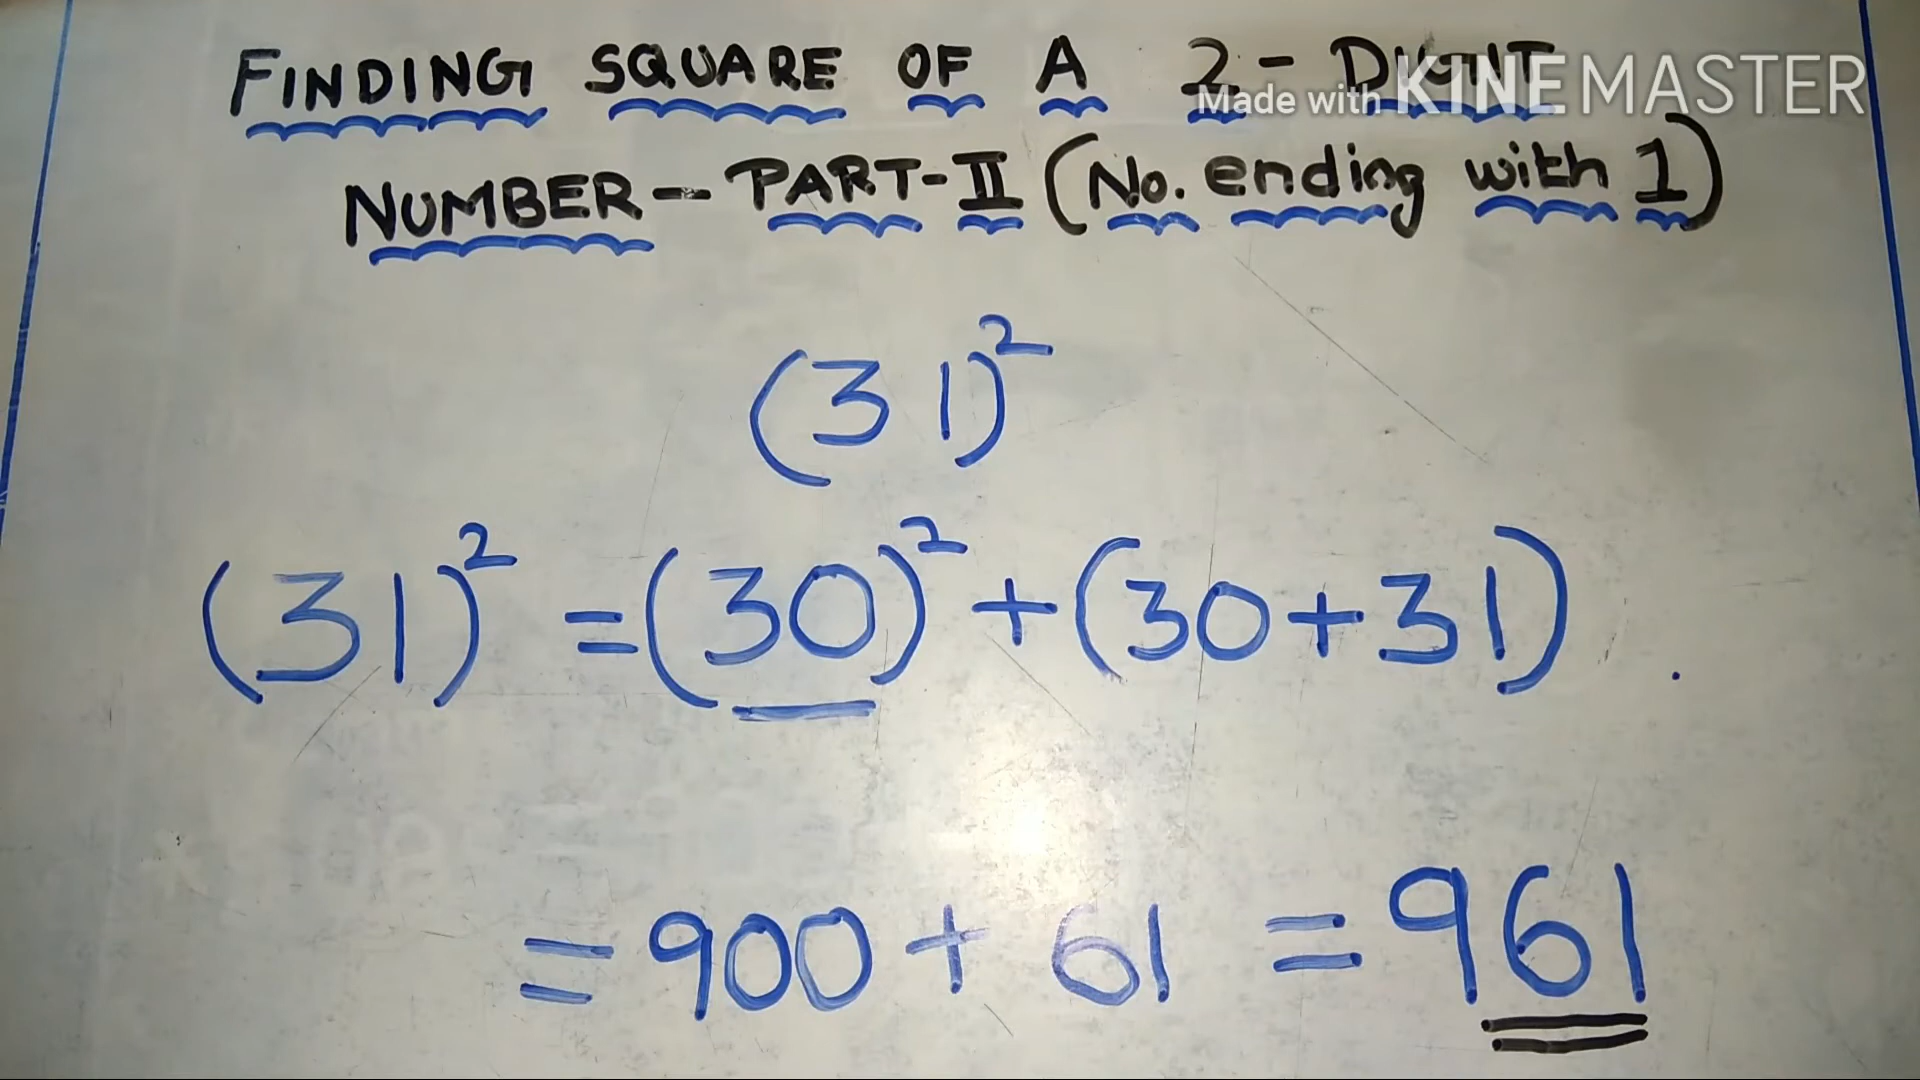 FINDING SQUARE OF A 2-DIGIT
Made with KINEMASTER
NUMBER-PART-II (No. ending with 1)
(31)²
(31)² = (30)² + (30+31)
= 900 + 61 = 961